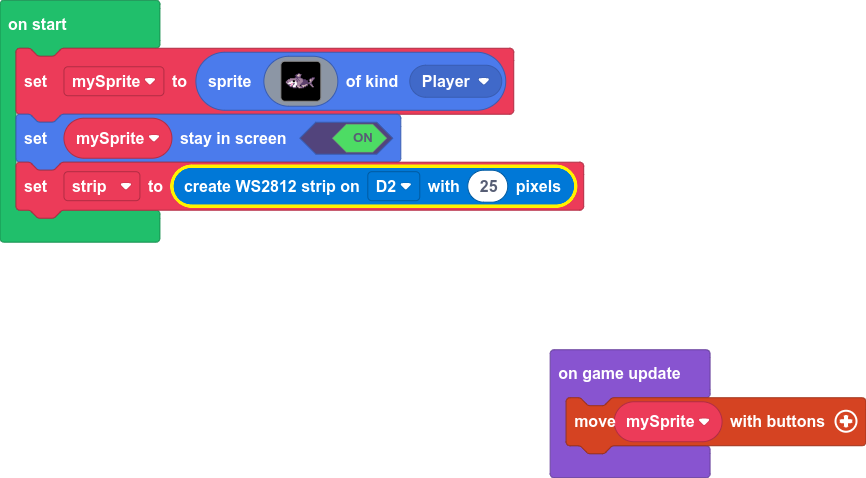 on start
set mySprite to sprite of kind Player
set mySprite stay in screen ON
set strip to create WS2812 strip on D2 with 25 pixels
on game update
move mySprite with buttons